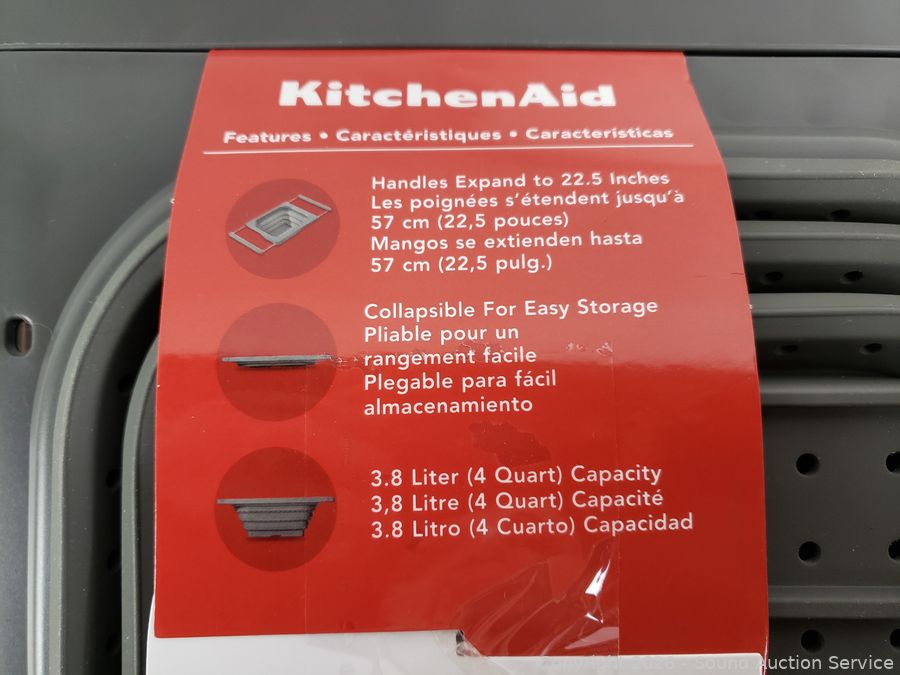 KitchenAid
Features • Caractéristiques • Características
Handles Expand to 22.5 Inches
Les poignées s'étendent jusqu'à
57 cm (22,5 pouces)
Mangos se extienden hasta
57 cm (22,5 pulg.)
Collapsible For Easy Storage
Pliable pour un
rangement facile
Plegable para fácil
almacenamiento
3.8 Liter (4 Quart) Capacity
3,8 Litre (4 Quart) Capacité
3.8 Litro (4 Cuarto) Capacidad
Copyright 2026 - Sound Auction Service